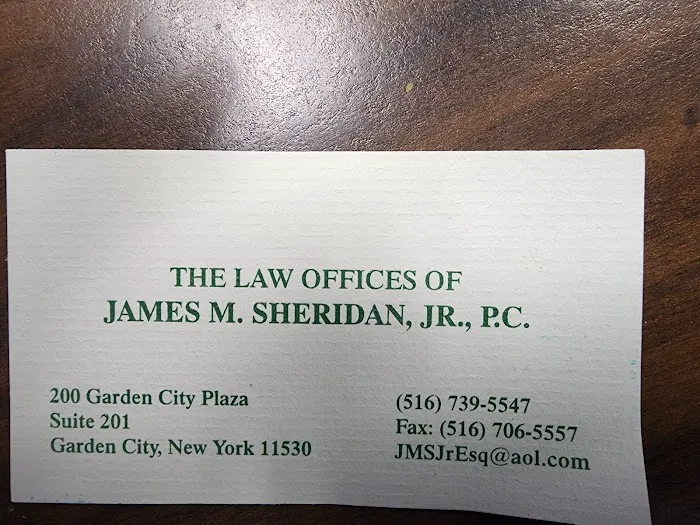 THE LAW OFFICES OF
JAMES M. SHERIDAN, JR., P.C.
200 Garden City Plaza
Suite 201
Garden City, New York 11530
(516) 739-5547
Fax: (516) 706-5557
JMSJrEsq@aol.com